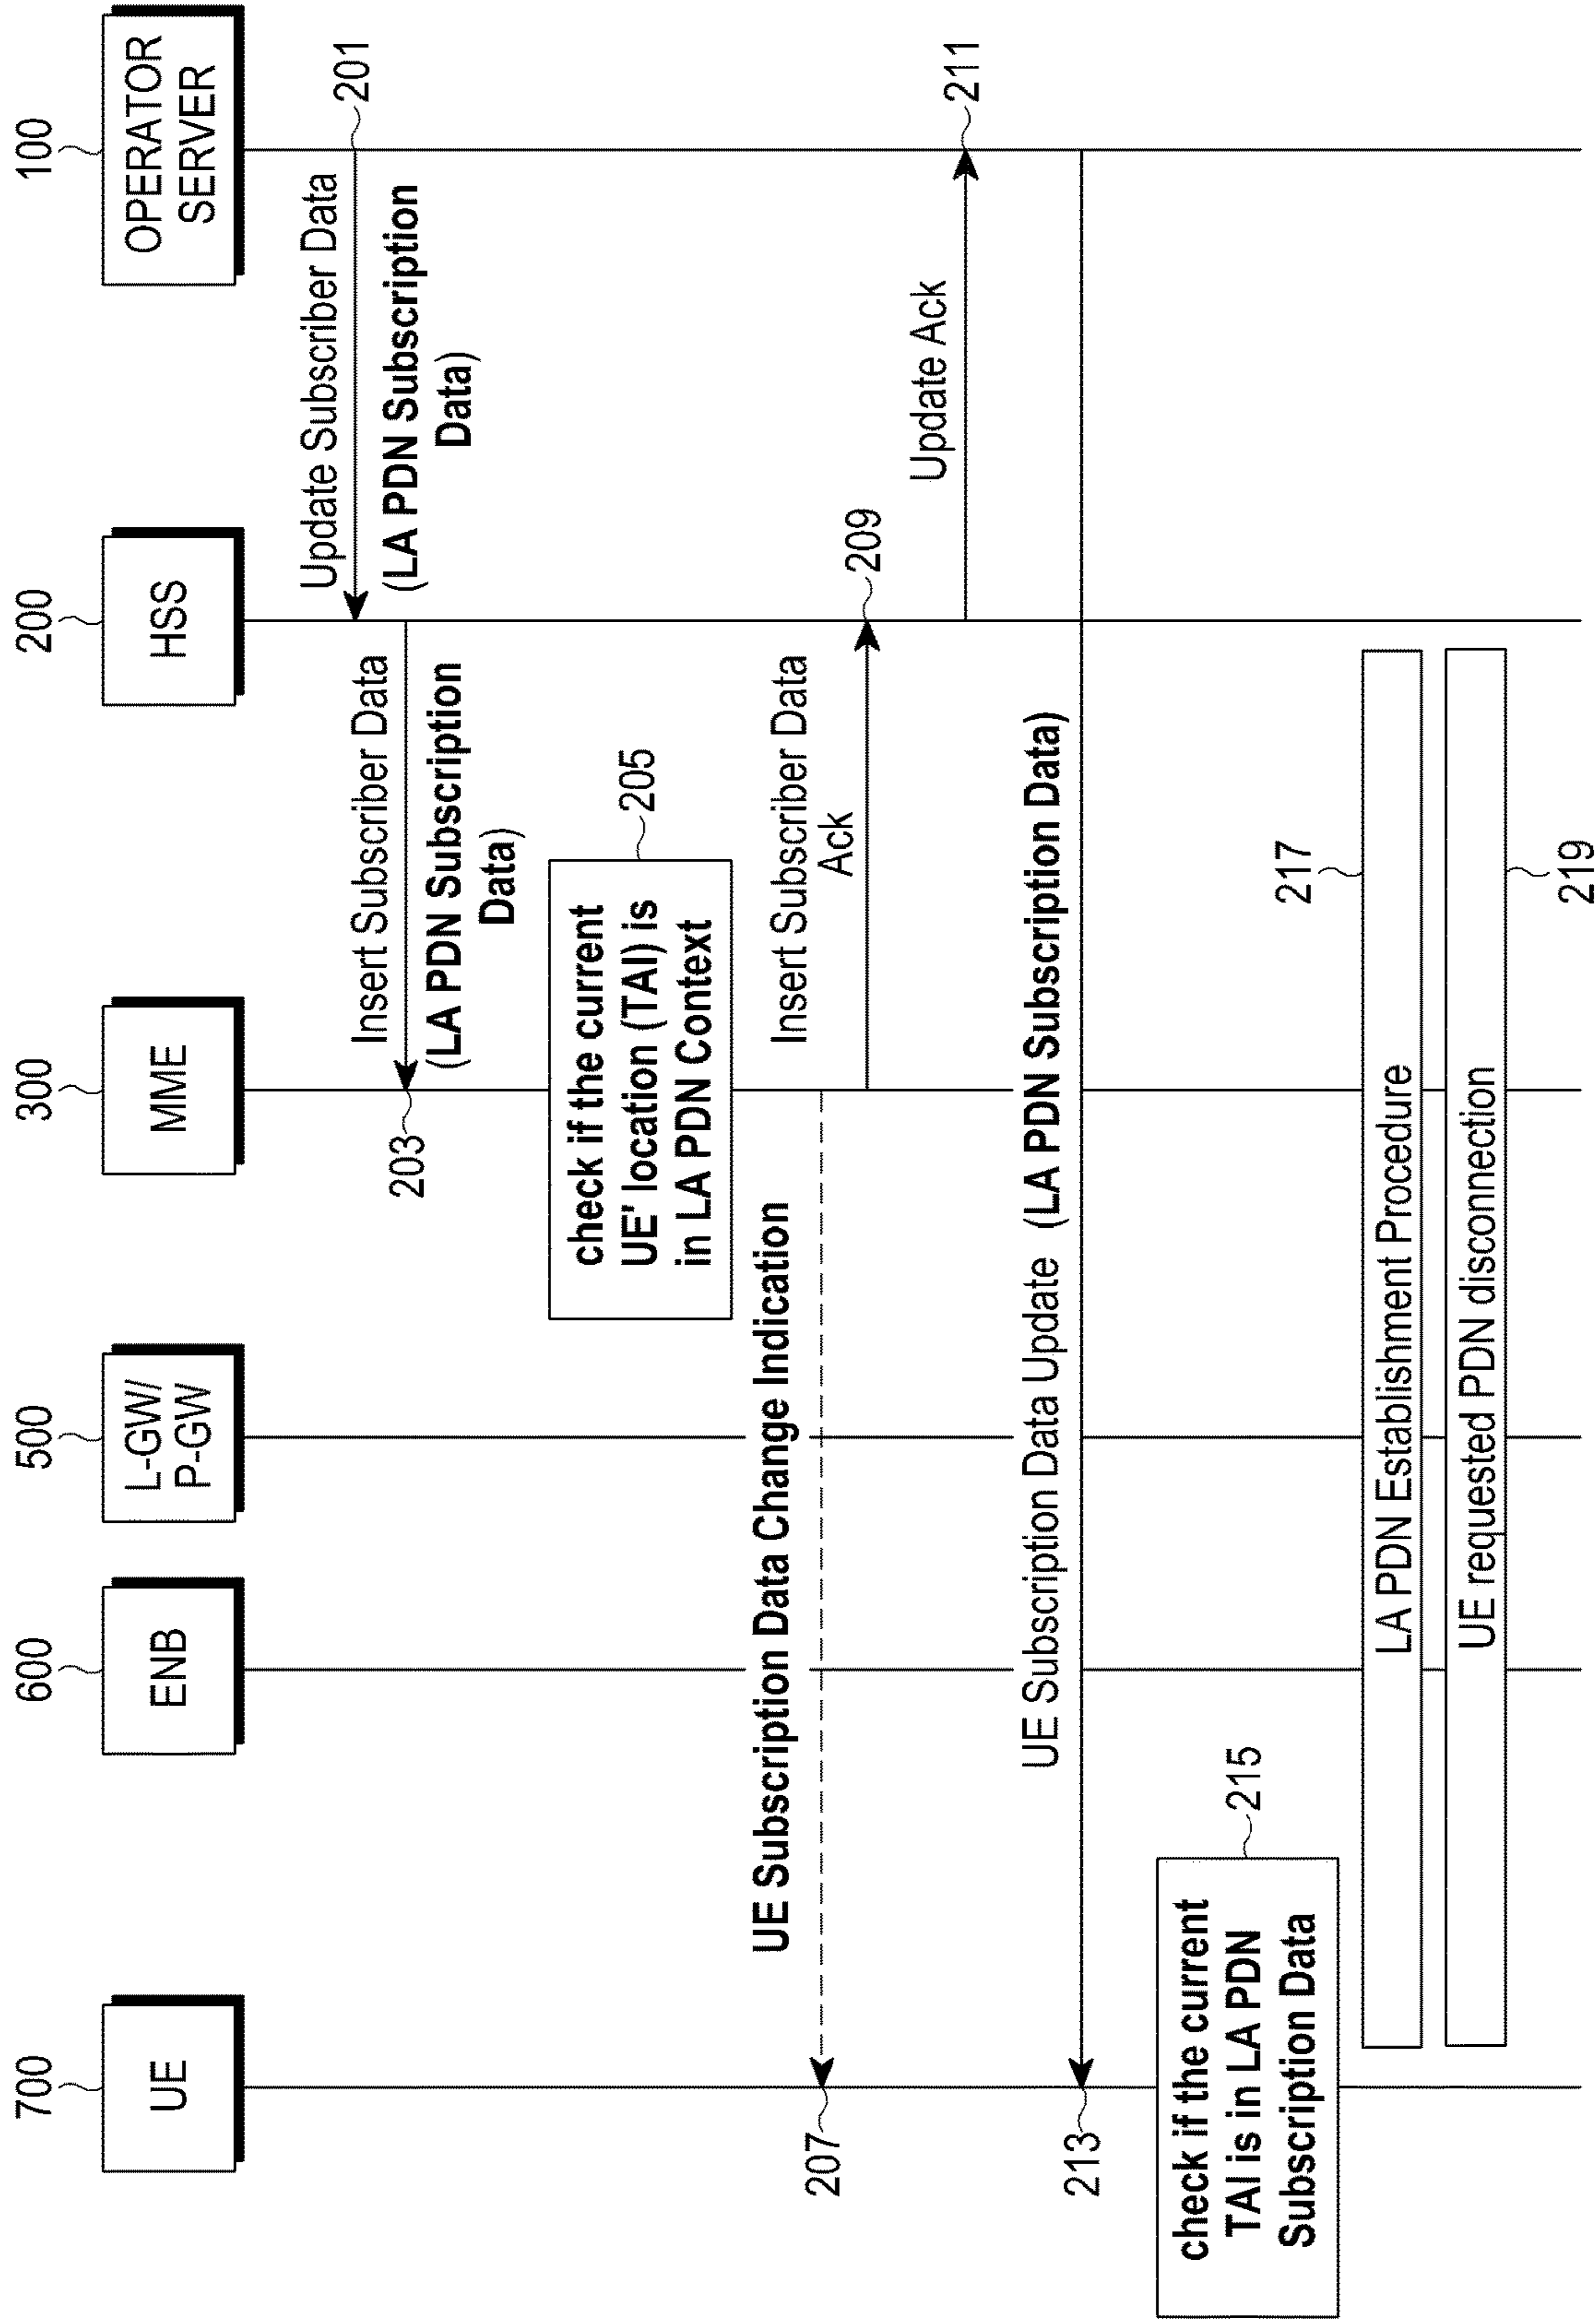 700
UE
600
ENB
500
L-GW/
P-GW
300
MME
200
HSS
100
OPERATOR
SERVER
Update Subscriber Data
201
(LA PDN Subscription
Data)
Insert Subscriber Data
203
(LA PDN Subscription
Data)
205
check if the current
UE' location (TAI) is
in LA PDN Context
UE Subscription Data Change Indication
207
Insert Subscriber Data
Ack
209
Update Ack
211
UE Subscription Data Update (LA PDN Subscription Data)
213
215
check if the current
TAI is in LA PDN
Subscription Data
217
LA PDN Establishment Procedure
UE requested PDN disconnection
219